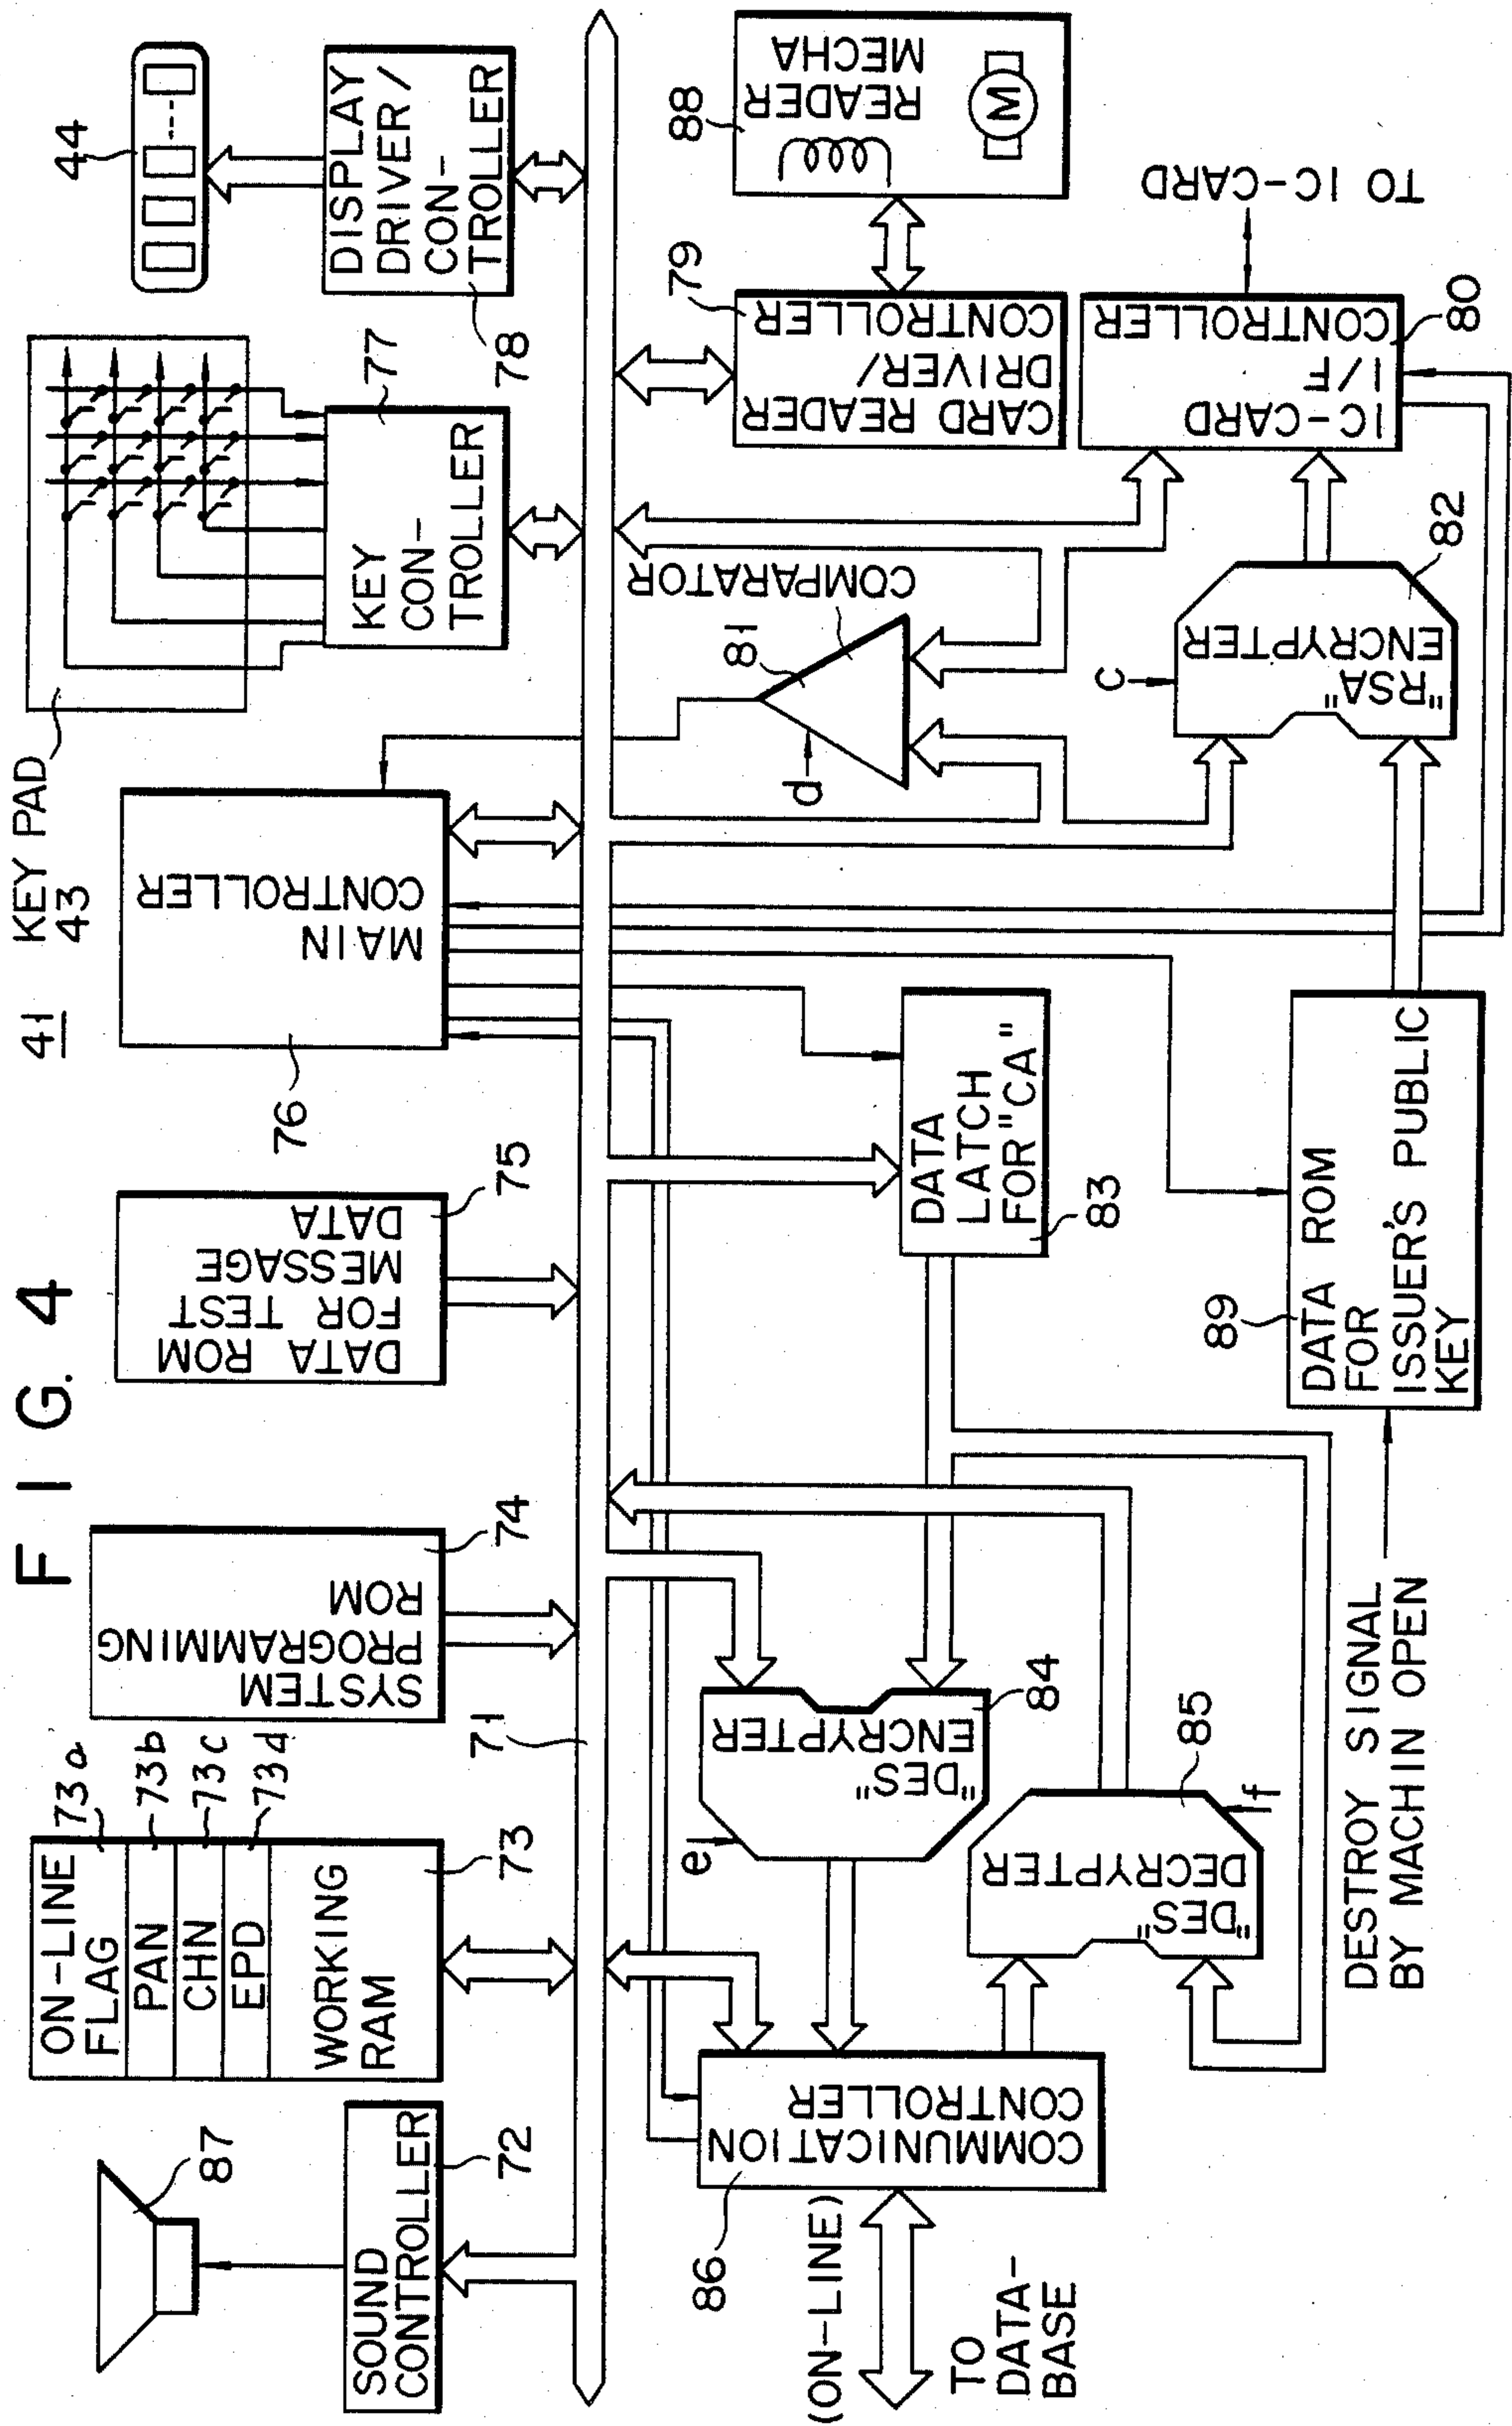 FIG. 4
41
KEY PAD
43
44
87
SOUND
CONTROLLER
72
ON-LINE
FLAG
PAN
CHN
EPD
WORKING
RAM
73a
73b
73c
73d
73
SYSTEM
PROGRAMMING
ROM
74
DATA ROM
FOR TEST
MESSAGE
DATA
75
MAIN
CONTROLLER
76
KEY
CON-
TROLLER
77
DISPLAY
DRIVER/
CON-
TROLLER
78
71
(ON-LINE)
TO
DATA-
BASE
COMMUNICATION
CONTROLLER
86
"DES"
ENCRYPTER
84
e
"DES"
DECRYPTER
85
f
DATA
LATCH
FOR "CA"
83
COMPARATOR
81
d
"RSA"
ENCRYPTER
82
C
CARD READER
DRIVER/
CONTROLLER
79
READER
MECHA
M
88
IC-CARD
I/F
CONTROLLER
80
TO IC-CARD
DATA ROM
FOR
ISSUER'S PUBLIC
KEY
89
DESTROY SIGNAL
BY MACHIN OPEN